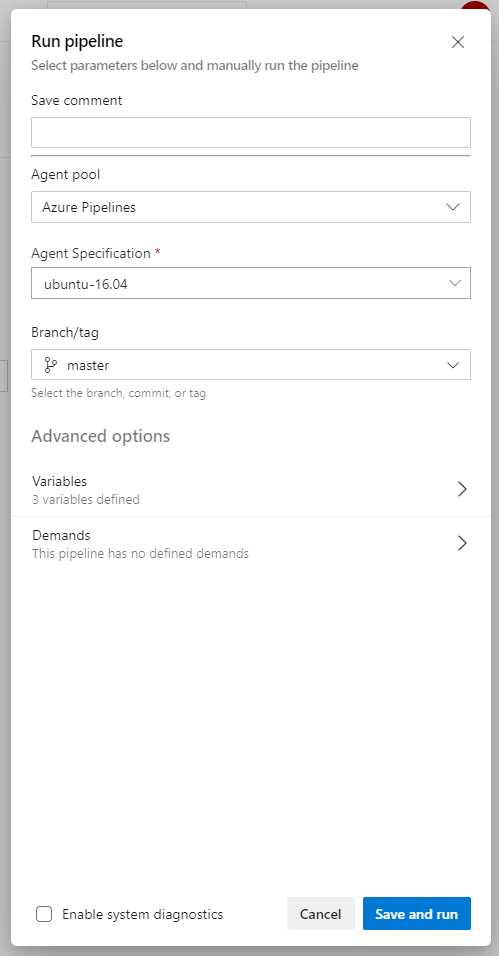 Run pipeline
Select parameters below and manually run the pipeline
Save comment
Agent pool
Azure Pipelines
Agent Specification *
ubuntu-16.04
Branch/tag
master
Select the branch, commit, or tag
Advanced options
Variables
3 variables defined
Demands
This pipeline has no defined demands
Enable system diagnostics
Cancel
Save and run